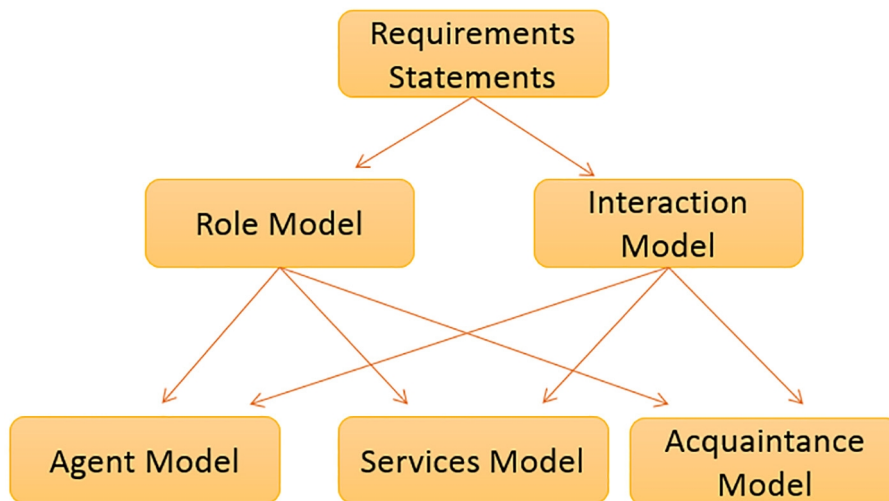 Requirements
Statements
Role Model
Interaction
Model
Agent Model
Services Model
Acquaintance
Model